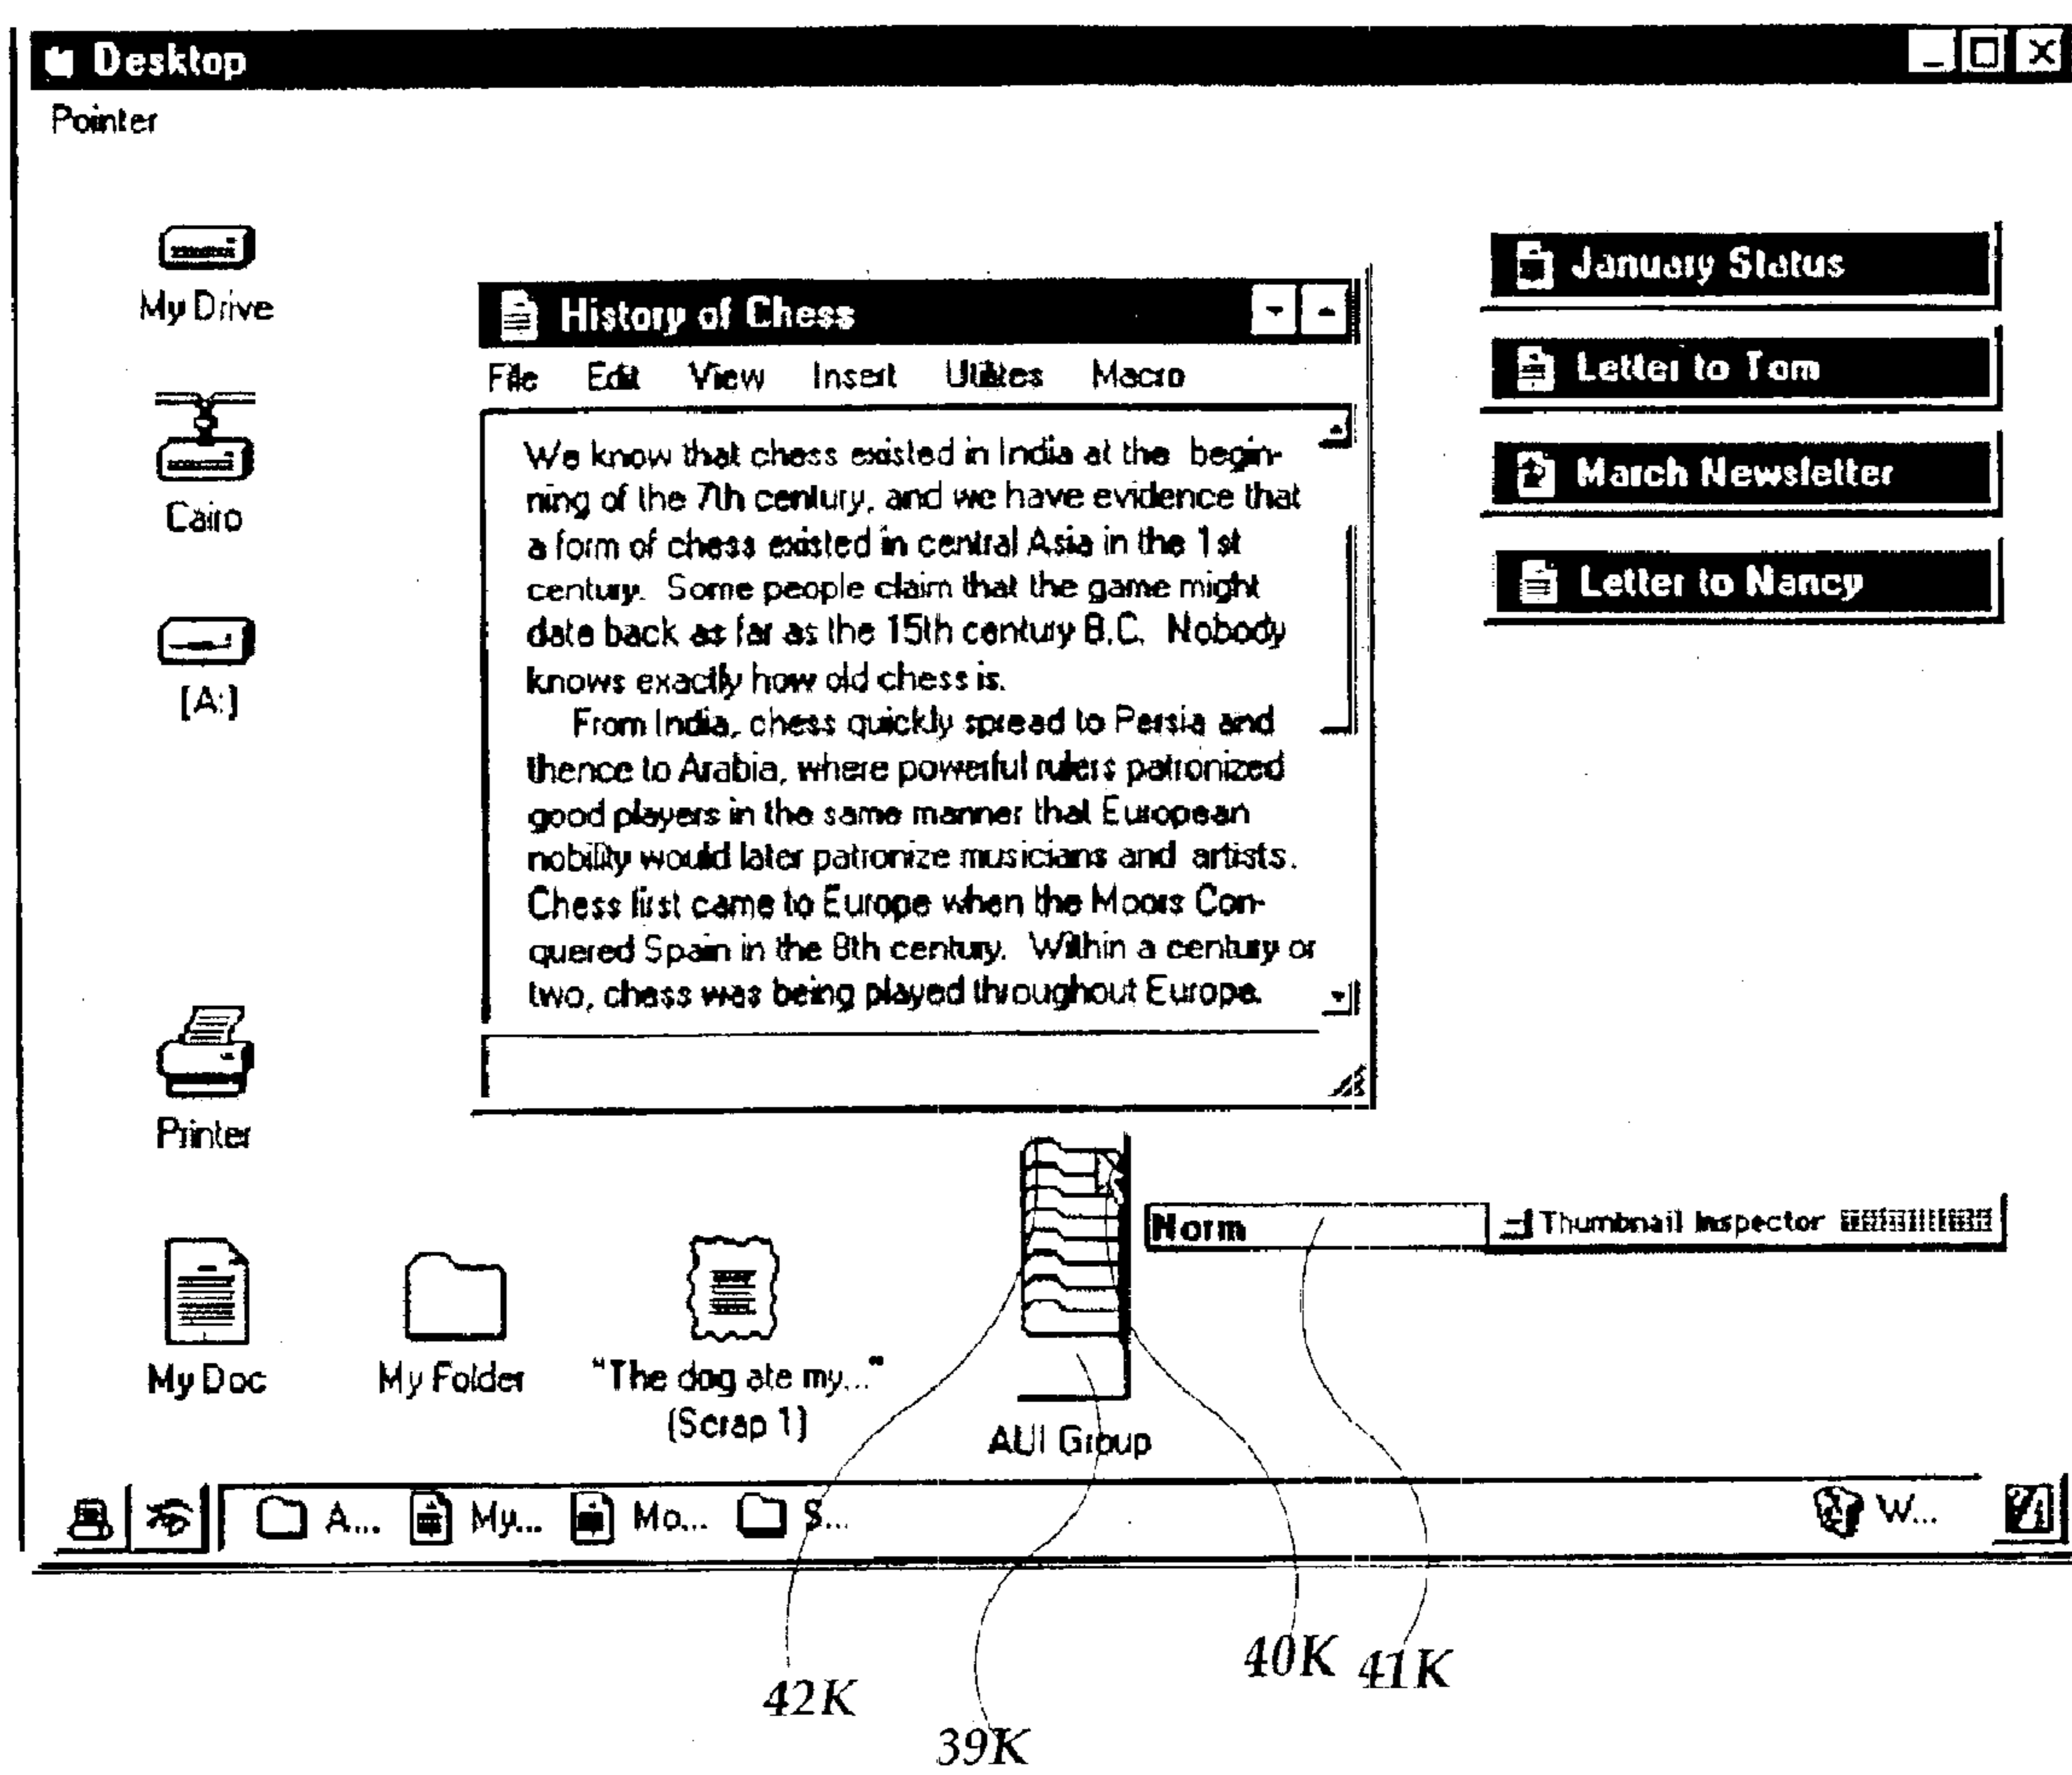 Desktop
Pointer
My Drive
Cairo
[A:]
Printer
History of Chess
File Edit View Insert Utilites Macro
We know that chess existed in India at the begin-
ning of the 7th century, and we have evidence that
a form of chess existed in central Asia in the 1st
century. Some people claim that the game might
date back as far as the 15th century B.C. Nobody
knows exactly how old chess is.
From India, chess quickly spread to Persia and
thence to Arabia, where powerful rulers patronized
good players in the same manner that European
nobility would later patronize musicians and artists.
Chess first came to Europe when the Moors Con-
quered Spain in the 8th century. Within a century or
two, chess was being played throughout Europe.
January Status
Letter to Tom
March Newsletter
Letter to Nancy
Norm
Thumbnail Inspector
My Doc
My Folder
"The dog ate my..."
(Scrap 1)
AUI Group
A...
My...
Mo...
S...
W...
42K
39K
40K
41K